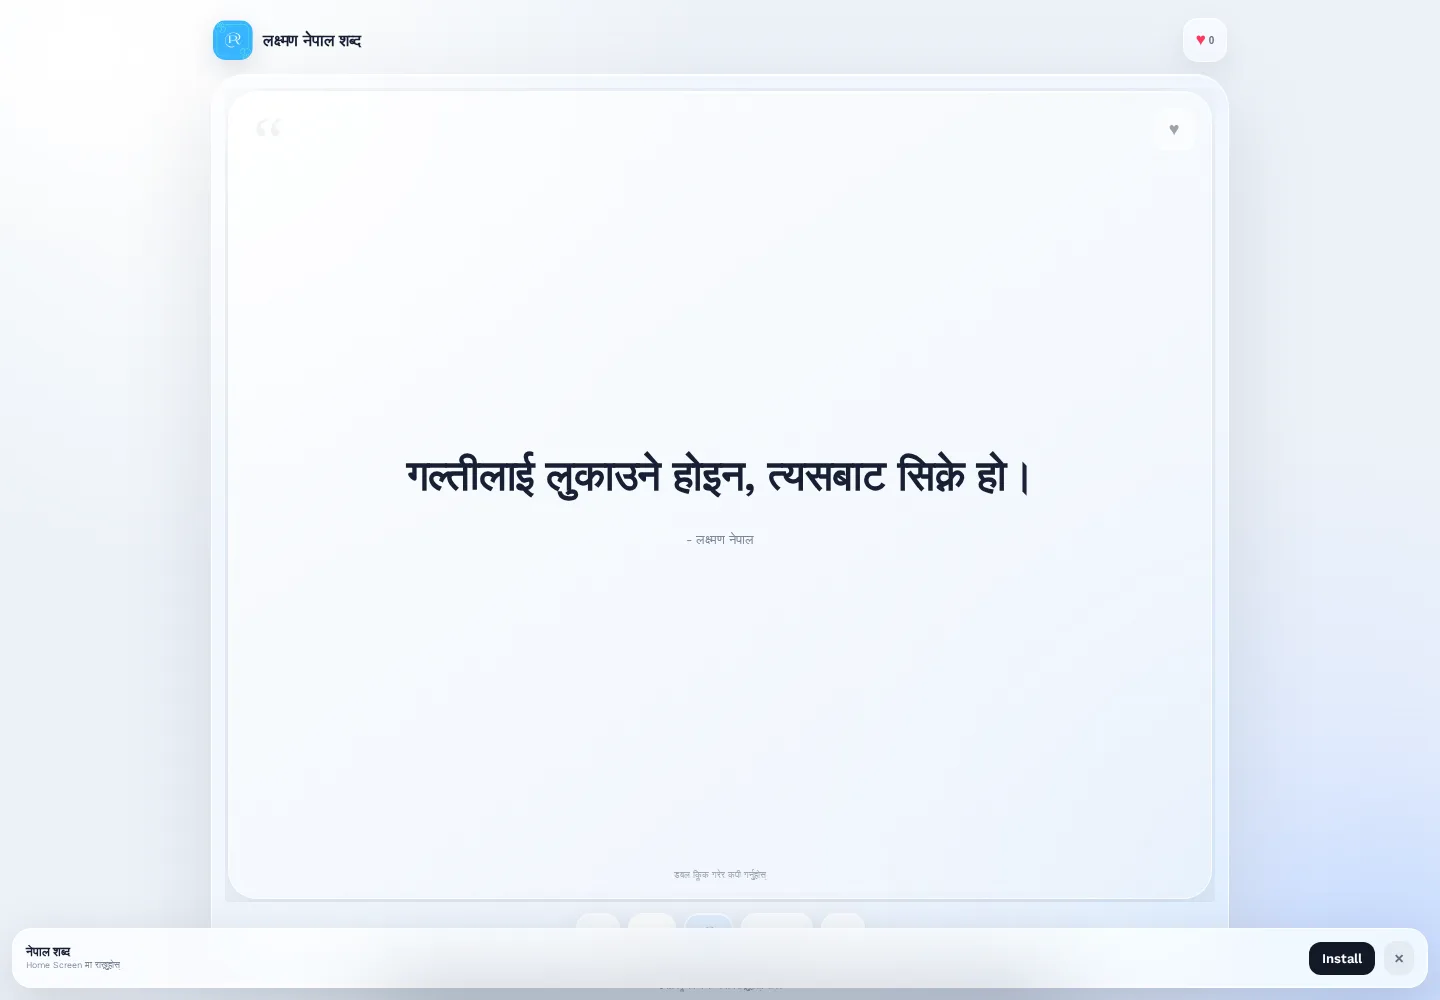 लक्ष्मण नेपाल शब्द
♥ 0
“
♥
गल्तीलाई लुकाउने होइन, त्यसबाट सिक्ने हो।
- लक्ष्मण नेपाल
डबल क्लिक गरेर कपी गर्नुहोस्
नेपाल शब्द
Home Screen मा राख्नुहोस्
Install ×